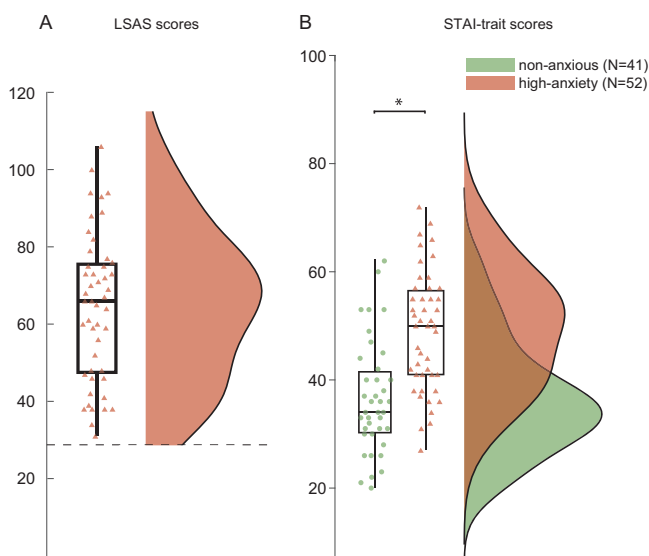 A
LSAS scores
120
100
80
60
40
20
B
STAI-trait scores
100
80
60
40
20
non-anxious (N=41)
high-anxiety (N=52)
*